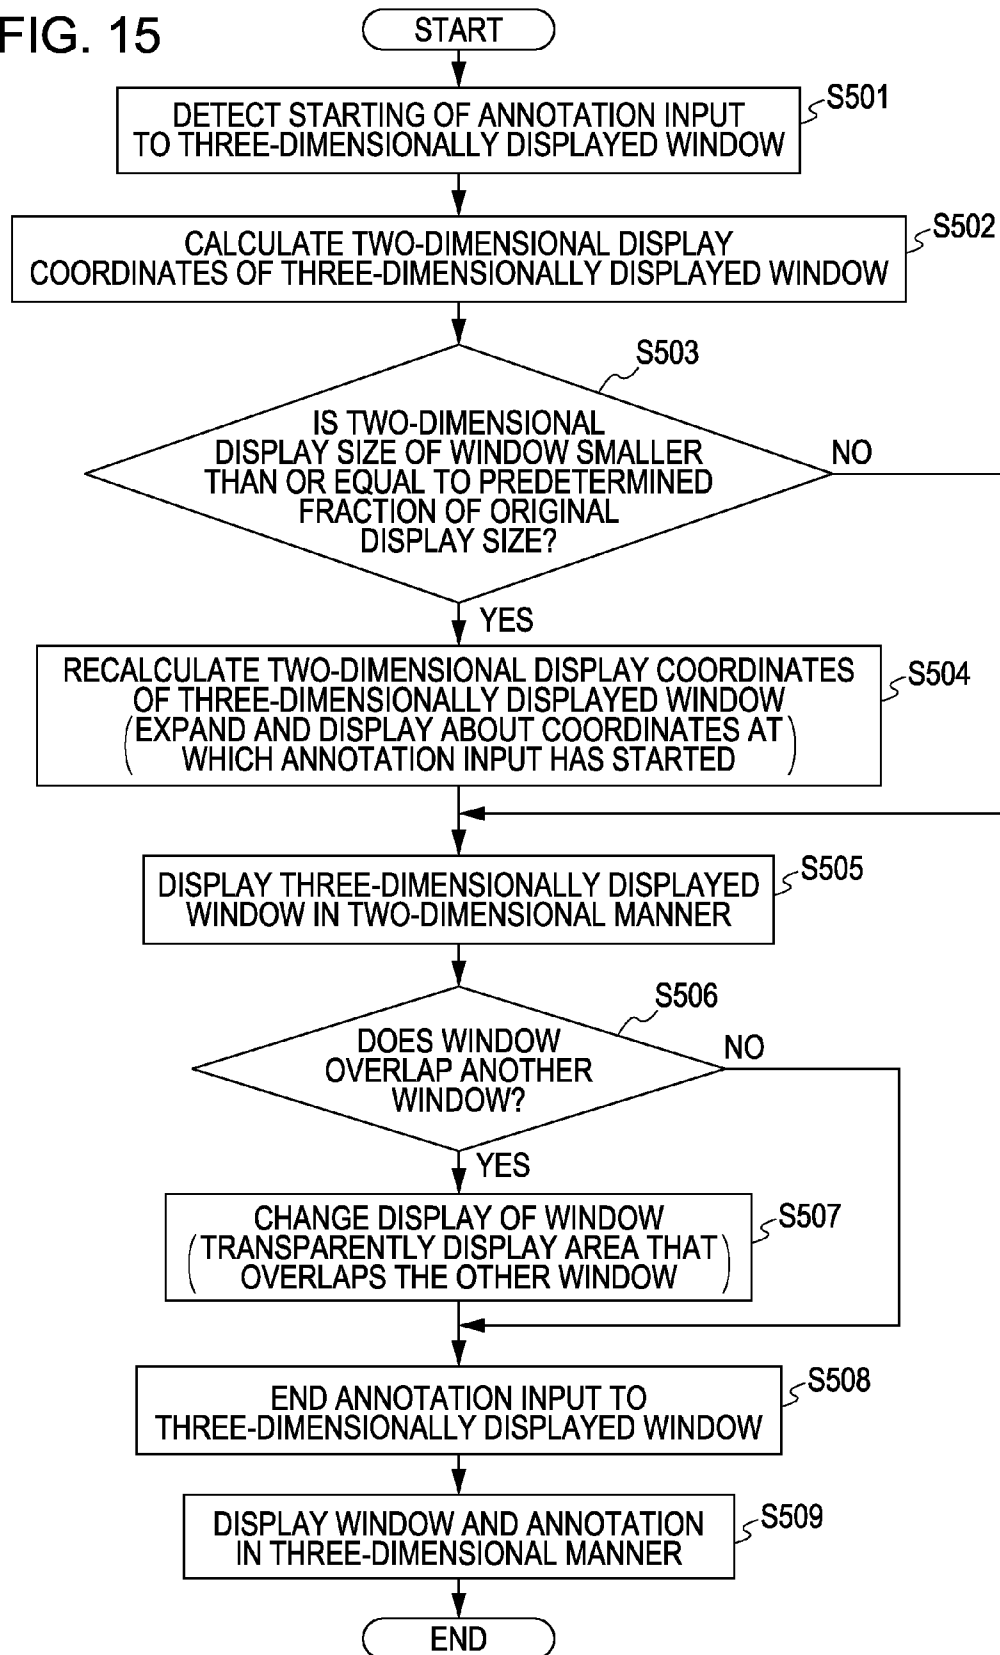 FIG. 15
START
S501
DETECT STARTING OF ANNOTATION INPUT
TO THREE-DIMENSIONALLY DISPLAYED WINDOW
S502
CALCULATE TWO-DIMENSIONAL DISPLAY
COORDINATES OF THREE-DIMENSIONALLY DISPLAYED WINDOW
S503
IS TWO-DIMENSIONAL
DISPLAY SIZE OF WINDOW SMALLER
THAN OR EQUAL TO PREDETERMINED
FRACTION OF ORIGINAL
DISPLAY SIZE?
NO
YES
S504
RECALCULATE TWO-DIMENSIONAL DISPLAY COORDINATES
OF THREE-DIMENSIONALLY DISPLAYED WINDOW
(EXPAND AND DISPLAY ABOUT COORDINATES AT
WHICH ANNOTATION INPUT HAS STARTED)
S505
DISPLAY THREE-DIMENSIONALLY DISPLAYED
WINDOW IN TWO-DIMENSIONAL MANNER
S506
DOES WINDOW
OVERLAP ANOTHER
WINDOW?
NO
YES
S507
CHANGE DISPLAY OF WINDOW
(TRANSPARENTLY DISPLAY AREA THAT
OVERLAPS THE OTHER WINDOW)
S508
END ANNOTATION INPUT TO
THREE-DIMENSIONALLY DISPLAYED WINDOW
S509
DISPLAY WINDOW AND ANNOTATION
IN THREE-DIMENSIONAL MANNER
END